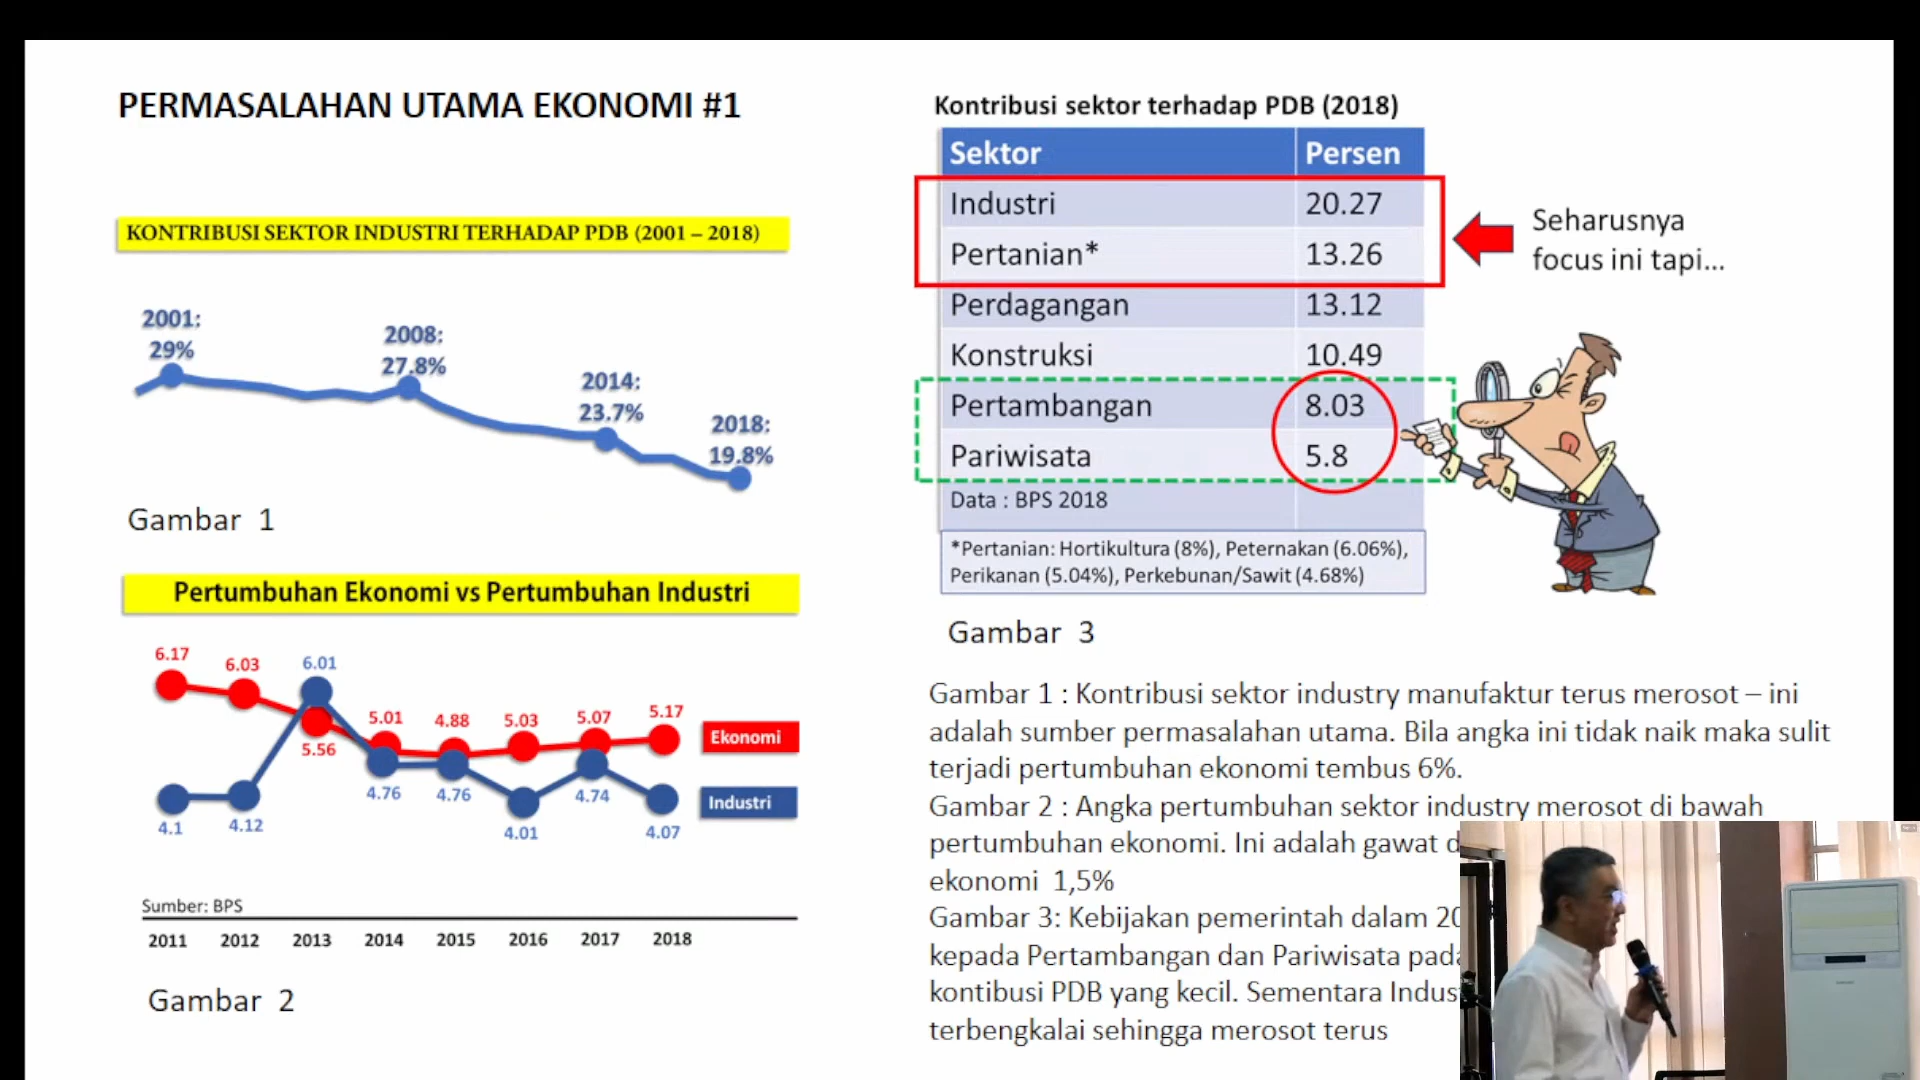 PERMASALAHAN UTAMA EKONOMI #1
KONTRIBUSI SEKTOR INDUSTRI TERHADAP PDB (2001 – 2018)
2001:
29%
2008:
27.8%
2014:
23.7%
2018:
19.8%
Gambar 1
Pertumbuhan Ekonomi vs Pertumbuhan Industri
6.17
6.03
6.01
5.56
5.01
4.88
5.03
5.07
5.17
Ekonomi
4.1
4.12
4.76
4.76
4.01
4.74
4.07
Industri
Sumber: BPS
2011 2012 2013 2014 2015 2016 2017 2018
Gambar 2
Kontribusi sektor terhadap PDB (2018)
Sektor Persen
Industri 20.27
Pertanian* 13.26
Perdagangan 13.12
Konstruksi 10.49
Pertambangan 8.03
Pariwisata 5.8
Data : BPS 2018
*Pertanian: Hortikultura (8%), Peternakan (6.06%),
Perikanan (5.04%), Perkebunan/Sawit (4.68%)
Seharusnya
focus ini tapi...
Gambar 3
Gambar 1 : Kontribusi sektor industry manufaktur terus merosot – ini
adalah sumber permasalahan utama. Bila angka ini tidak naik maka sulit
terjadi pertumbuhan ekonomi tembus 6%.
Gambar 2 : Angka pertumbuhan sektor industry merosot di bawah
pertumbuhan ekonomi. Ini adalah gawat
ekonomi 1,5%
Gambar 3: Kebijakan pemerintah dalam 20
kepada Pertambangan dan Pariwisata
kontibusi PDB yang kecil. Sementara
terbengkalai sehingga merosot terus